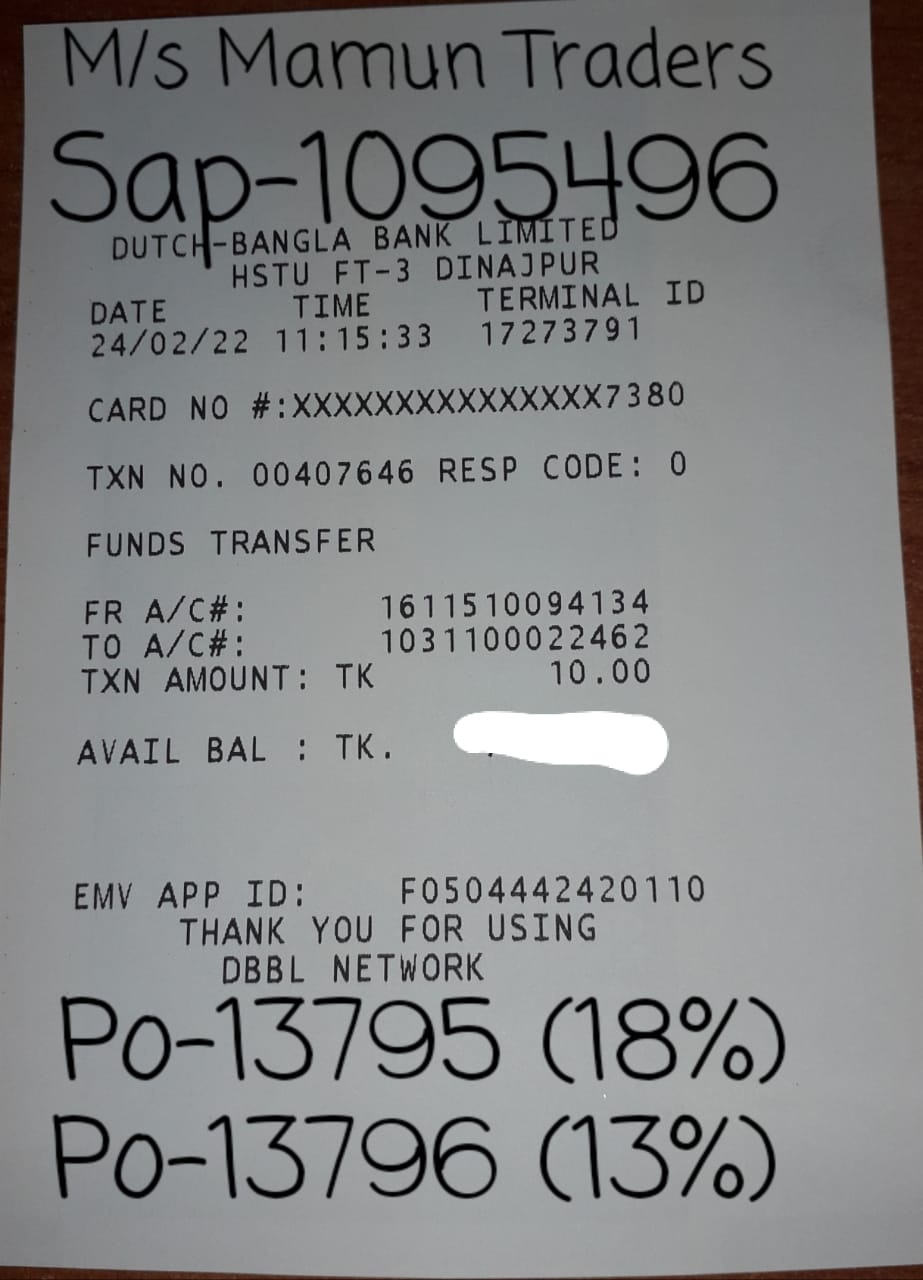 M/s Mamun Traders
Sap-1095496
DUTCH-BANGLA BANK LIMITED
HSTU FT-3 DINAJPUR
DATE TIME TERMINAL ID
24/02/22 11:15:33 17273791
CARD NO #:XXXXXXXXXXXXXXX7380
TXN NO. 00407646 RESP CODE: 0
FUNDS TRANSFER
FR A/C#: 1611510094134
TO A/C#: 1031100022462
TXN AMOUNT: TK 10.00
AVAIL BAL : TK.
EMV APP ID: F0504442420110
THANK YOU FOR USING
DBBL NETWORK
Po-13795 (18%)
Po-13796 (13%)